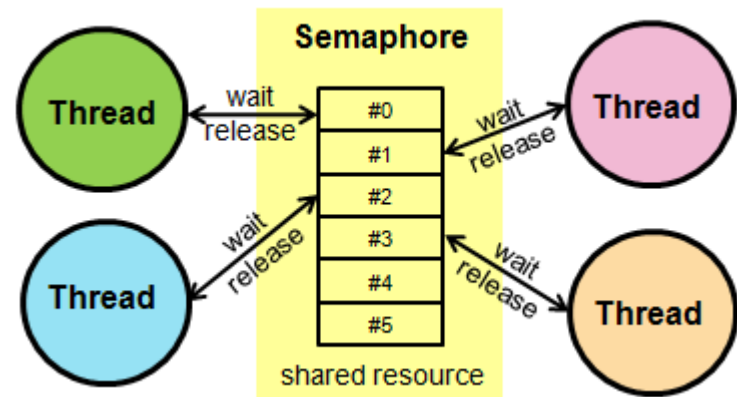 Semaphore
Thread
wait
release
#0
#1
#2
#3
#4
#5
wait
release
Thread
Thread
wait
release
wait
release
Thread
shared resource